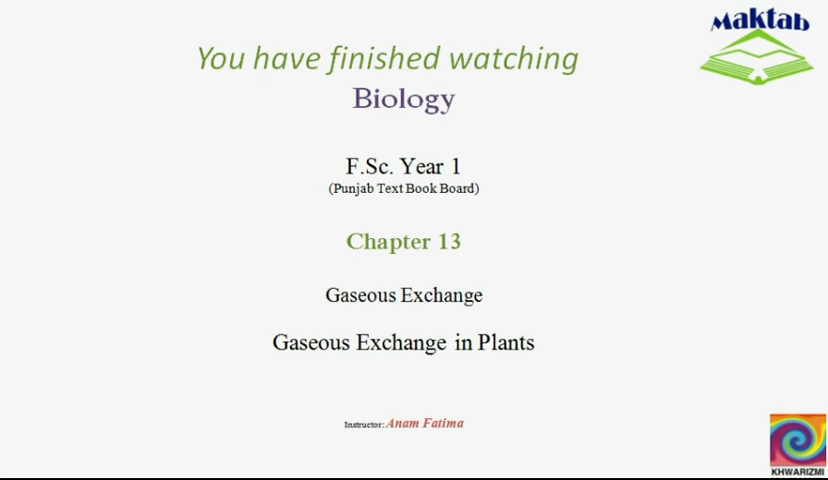 Maktab
You have finished watching
Biology
F.Sc. Year 1
(Punjab Text Book Board)
Chapter 13
Gaseous Exchange
Gaseous Exchange in Plants
Instructor: Anam Fatima
KHWARIZMI